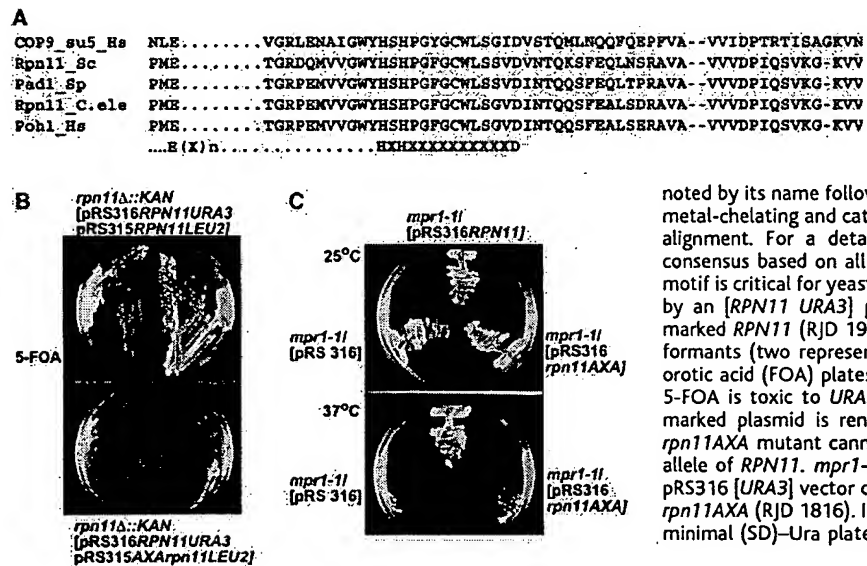 A
COP9_su5_Hs NLE........VGRLENAIGWYHSHPGYGCWLSGIDVSTQMLNQQFQEPFVA--VVIDPTRTISAGKVN
Rpn11_Sc PME........TGRDQMVVGWYHSHPGFGCWLSSVDVNTQKSFEQLNSRAVA--VVVDPIQSVKG-KVV
Pad1_Sp PME........TGRPEMVVGWYHSHPGFGCWLSSVDINTQQSFEQLTPRAVA--VVVDPIQSVKG-KVV
Rpn11_C.ele PME........TGRPEMVVGWYHSHPGFGCWLSGVDINTQQSFEALSDRAVA--VVVDPIQSVKG-KVV
Poh1_Hs PME........TGRPEMVVGWYHSHPGFGCWLSGVDINTQQSFEALSERAVA--VVVDPIQSVKG-KVV
....E(X)n................HXHXXXXXXXXXXD
B
rpn11Δ::KAN
[pRS316RPN11URA3
pRS315RPN11LEU2]
5-FOA
rpn11Δ::KAN
[pRS316RPN11URA3
pRS315AXArpn11LEU2]
C
mpr1-1/
[pRS316RPN11]
25°C
mpr1-1/
[pRS 316]
mpr1-1/
[pRS316
rpn11AXA]
37°C
mpr1-1/
[pRS 316]
mpr1-1/
[pRS316
rpn11AXA]
noted by its name follow
metal-chelating and cat
alignment. For a deta
consensus based on all
motif is critical for yeast
by an [RPN11 URA3] p
marked RPN11 (RJD 19
formants (two represer
orotic acid (FOA) plates
5-FOA is toxic to URA
marked plasmid is ren
rpn11AXA mutant canr
allele of RPN11. mpr1-
pRS316 [URA3] vector c
rpn11AXA (RJD 1816). I
minimal (SD)–Ura plate